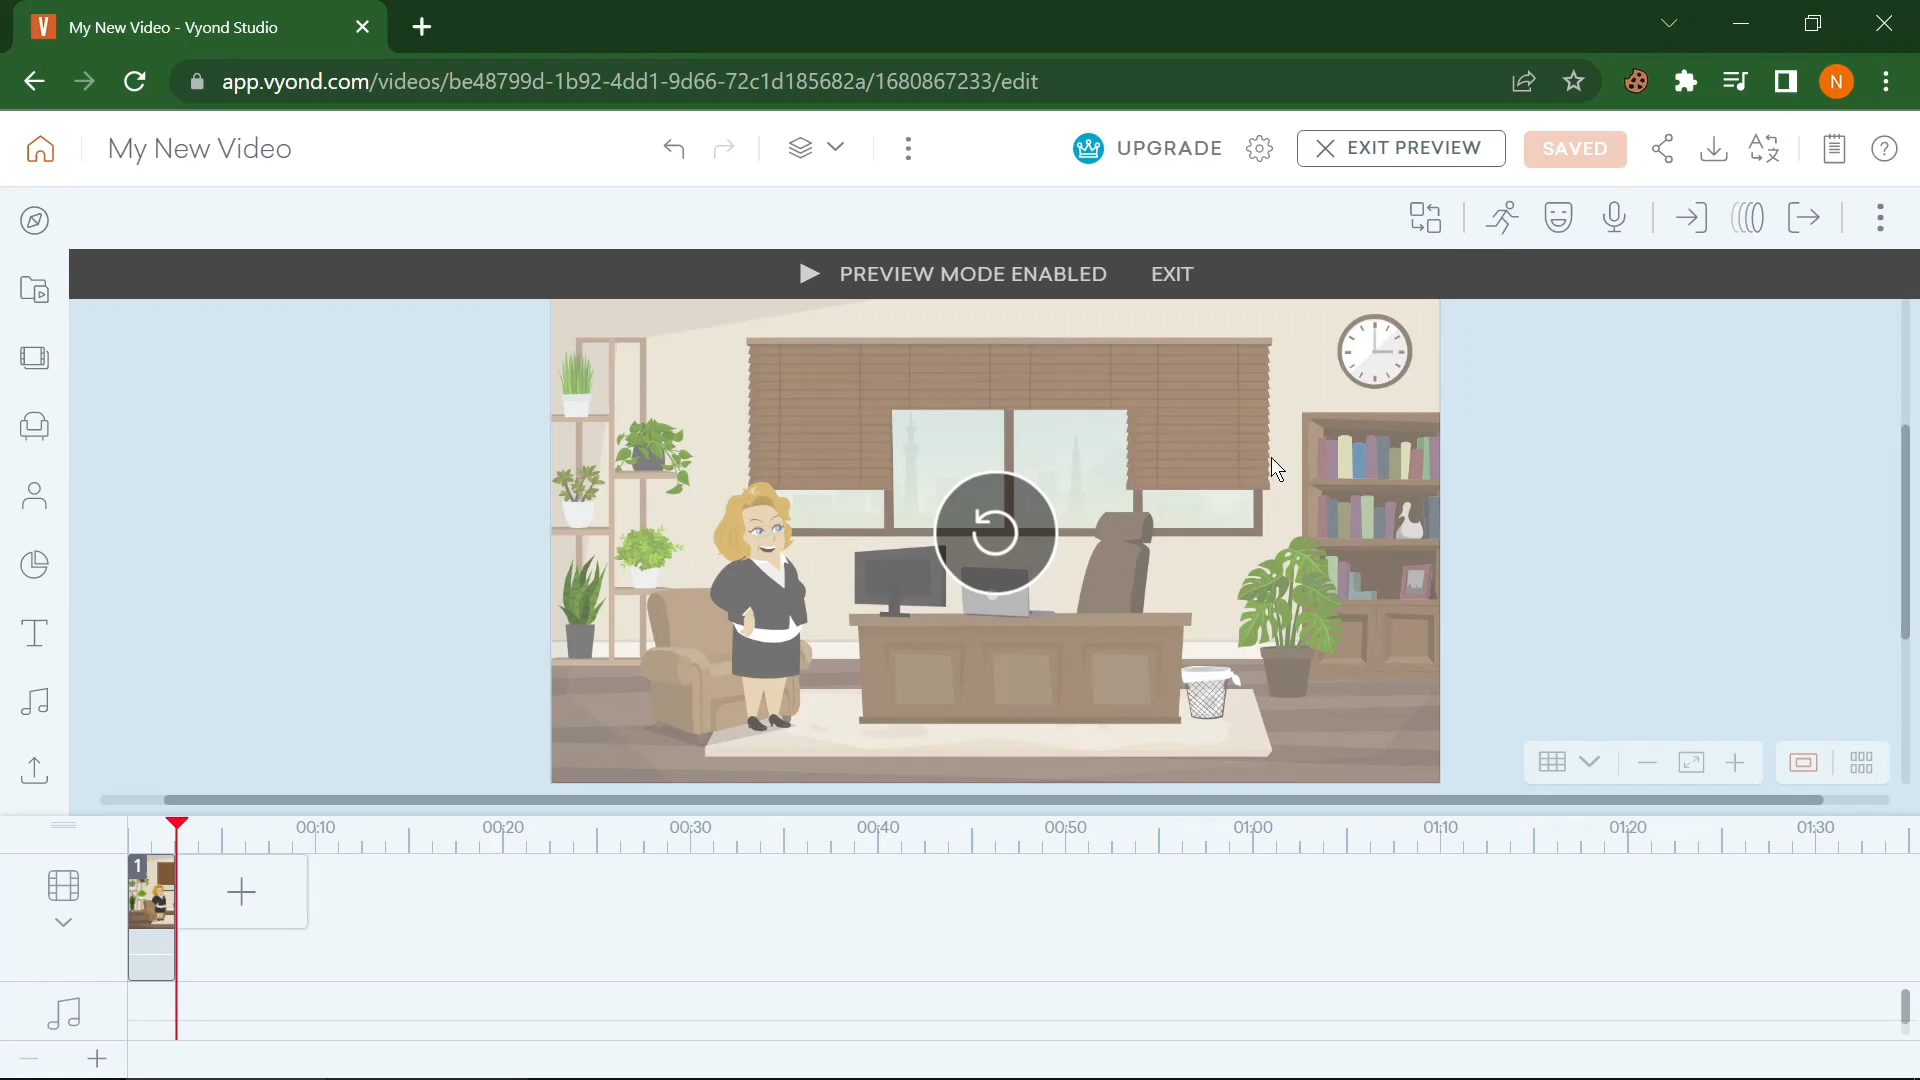 My New Video - Vyond Studio
app.vyond.com/videos/be48799d-1b92-4dd1-9d66-72c1d185682a/1680867233/edit
N
My New Video
UPGRADE
EXIT PREVIEW
SAVED
PREVIEW MODE ENABLED EXIT
00:10 00:20 00:30 00:40 00:50 01:00 01:10 01:20 01:30
1